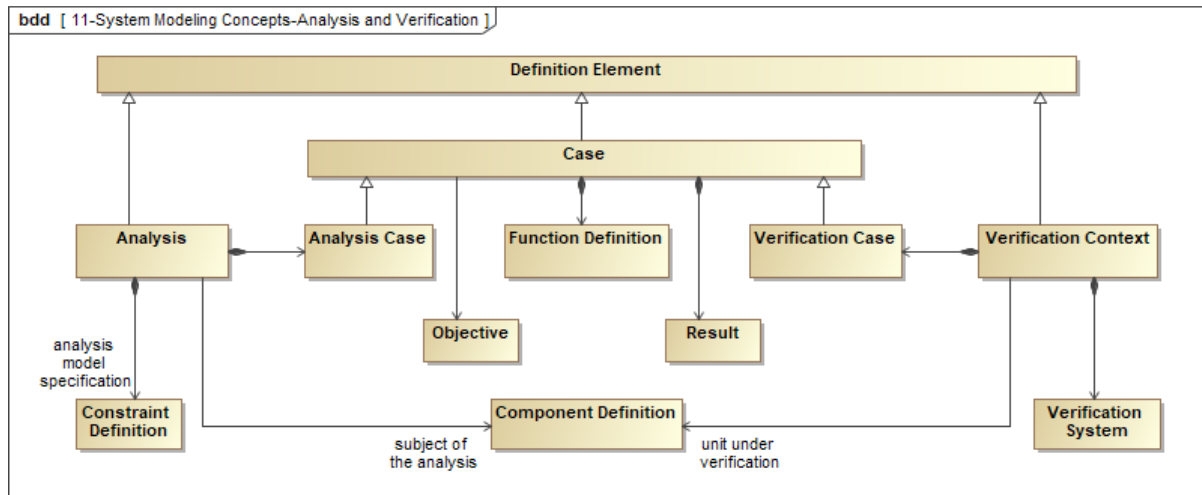 bdd [ 11-System Modeling Concepts-Analysis and Verification ]
Definition Element
Case
Analysis
Analysis Case
Function Definition
Verification Case
Verification Context
Objective
Result
analysis
model
specification
Constraint
Definition
Component Definition
Verification
System
subject of
the analysis
unit under
verification